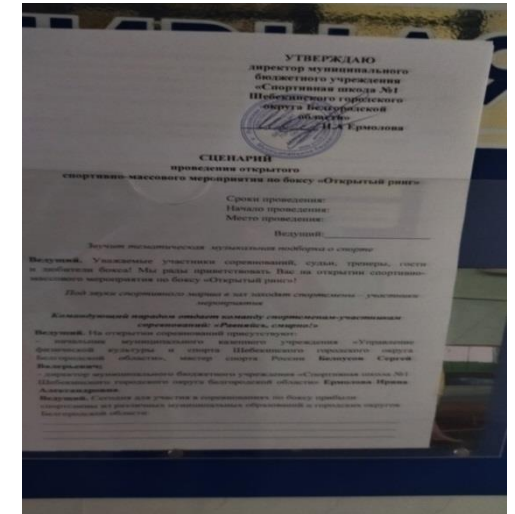 УТВЕРЖДАЮ
директор муниципального
бюджетного учреждения
«Спортивная школа №1
Шебекинского городского
округа Белгородской
области»
И.А Ермолова
СЦЕНАРИЙ
проведения открытого
спортивно-массового мероприятия по боксу «Открытый ринг»
Сроки проведения:
Начало проведения:
Место проведения:
Ведущий:
Звучит тематическая музыкальная подборка о спорте
Ведущий. Уважаемые участники соревнований, судьи, тренеры, гости
и любители бокса! Мы рады приветствовать Вас на открытии спортивно-
массового мероприятия по боксу «Открытый ринг»!
Под звуки спортивного марша в зал заходят спортсмены – участники
мероприятия
Командующий парадом отдает команду спортсменам-участникам
соревнований: «Равняйсь, смирно!»
Ведущий. На открытии соревнований присутствуют:
- начальник муниципального казенного учреждения «Управление
физической культуры и спорта Шебекинского городского округа
Белгородской области», мастер спорта России Сергей
Валерьевич;
- директор муниципального бюджетного учреждения «Спортивная школа №1
Шебекинского городского округа Белгородской области» Ермолова Ирина
Александровна
Ведущий. Сегодня для участия в соревнованиях по боксу прибыли
спортсмены из различных муниципальных образований и городских округов
Белгородской области: